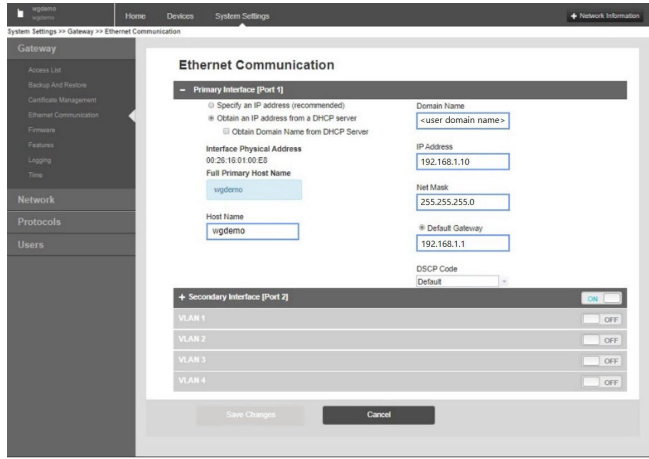 wgdemo
wgdemo
Home
Devices
System Settings
+ Network Information
System Settings >> Gateway >> Ethernet Communication
Gateway
Access List
Backup And Restore
Certificate Management
Ethernet Communication
Firmware
Features
Logging
Time
Network
Protocols
Users
Ethernet Communication
− Primary Interface [Port 1]
Specify an IP address (recommended)
Obtain an IP address from a DHCP server
Obtain Domain Name from DHCP Server
Interface Physical Address
00:26:16:01:00:E8
Full Primary Host Name
wgdemo
Host Name
wgdemo
Domain Name
<user domain name>
IP Address
192.168.1.10
Net Mask
255.255.255.0
Default Gateway
192.168.1.1
DSCP Code
Default
+ Secondary Interface [Port 2]
ON
VLAN 1
OFF
VLAN 2
OFF
VLAN 3
OFF
VLAN 4
OFF
Save Changes
Cancel